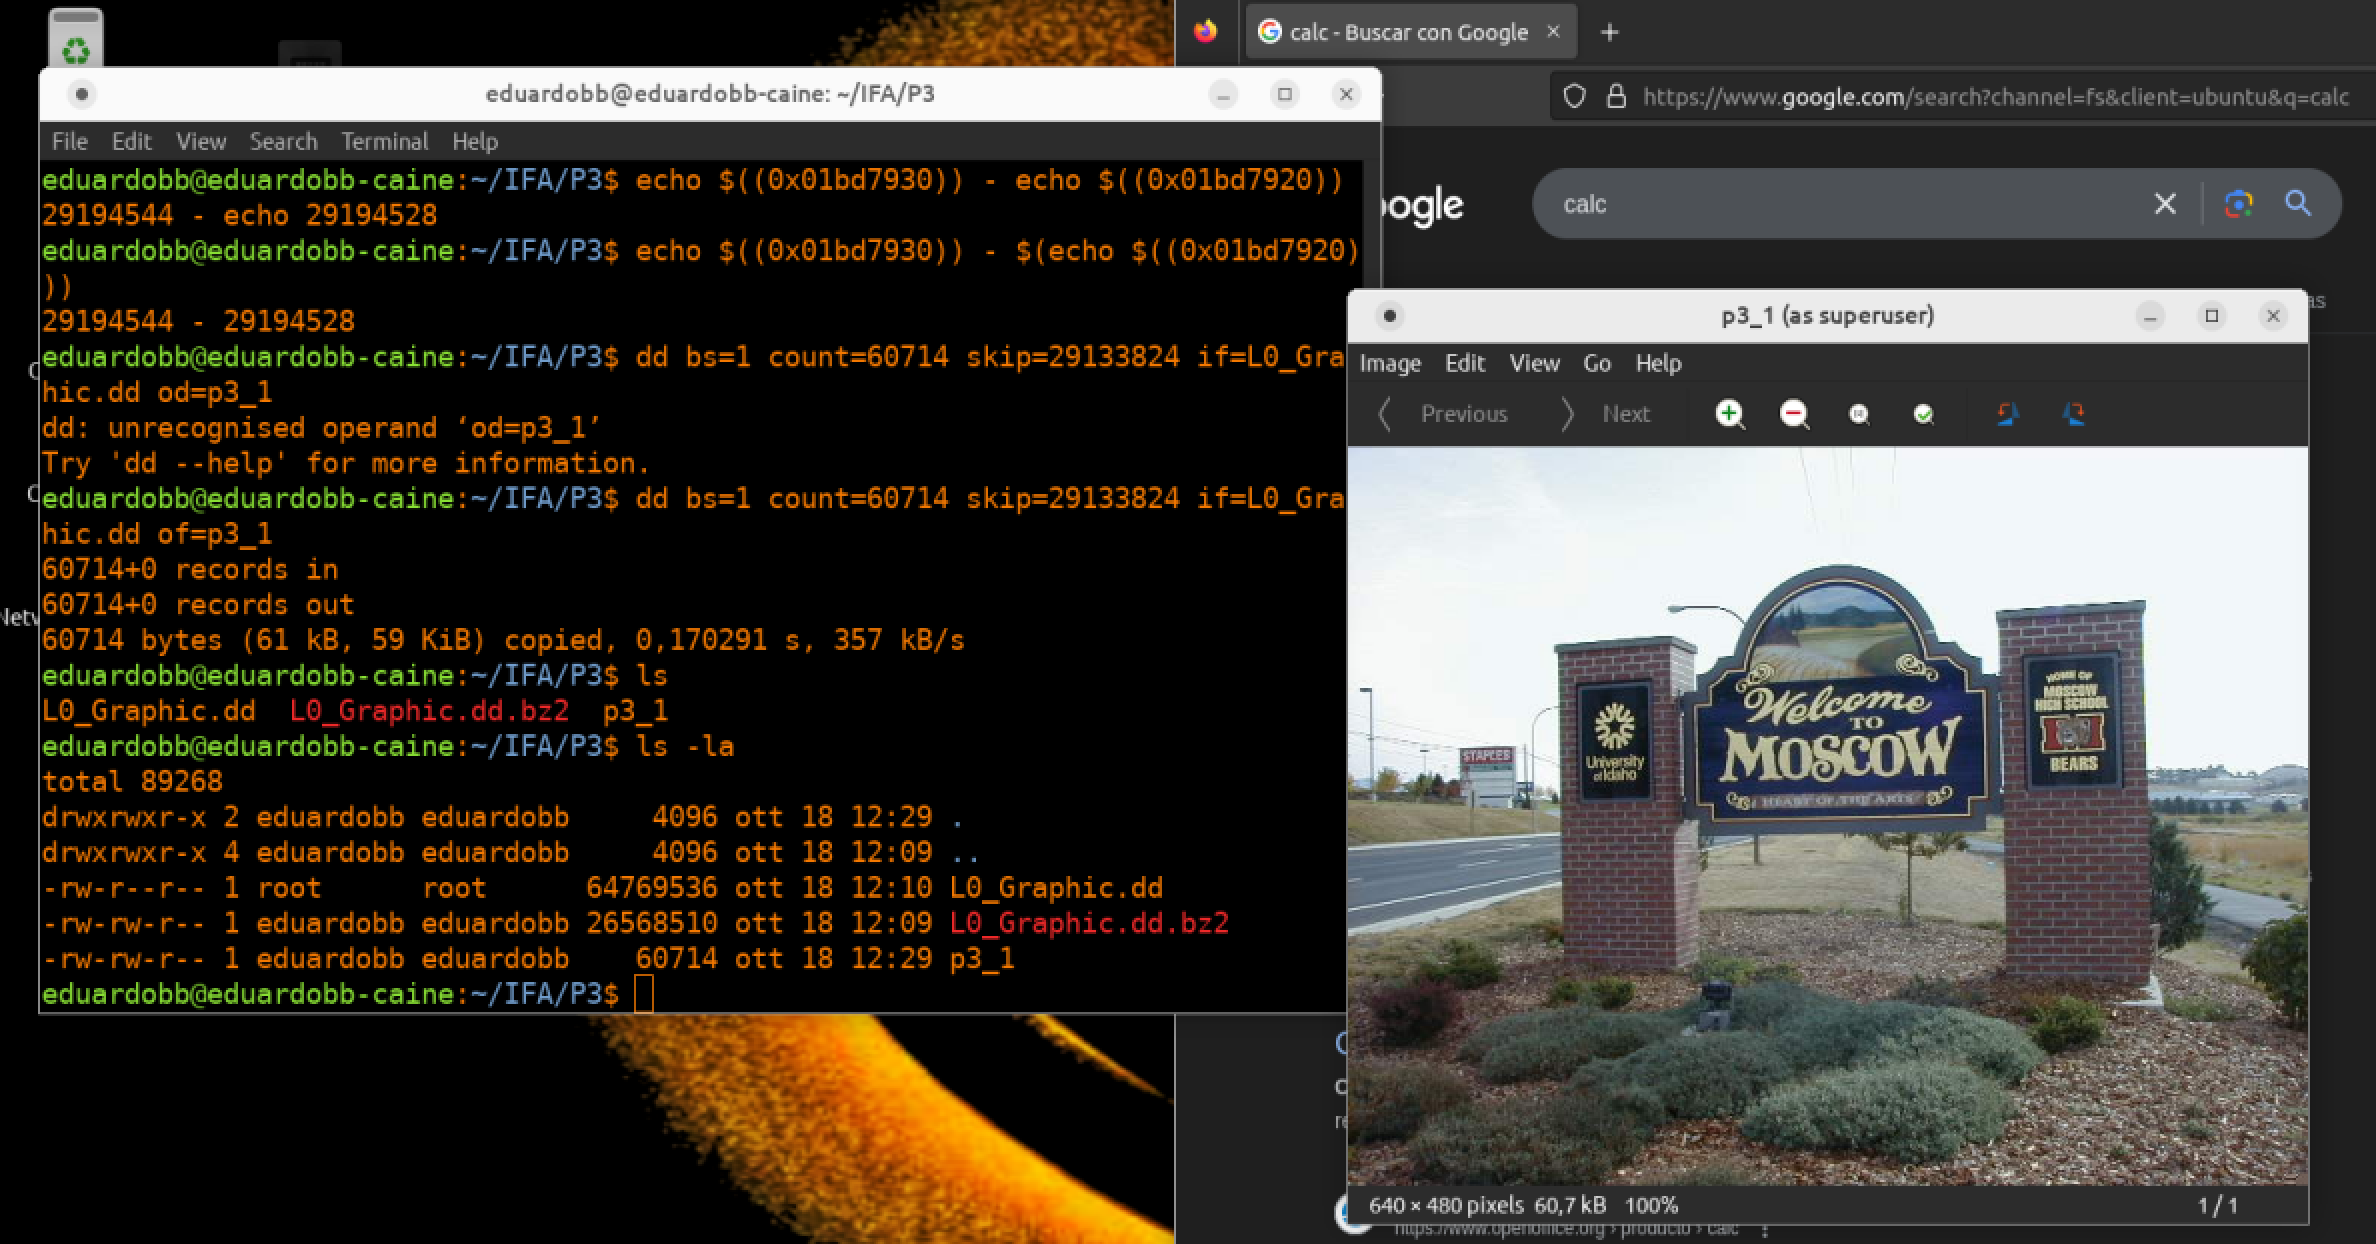 calc - Buscar con Google
https://www.google.com/search?channel=fs&client=ubuntu&q=calc
calc
eduardobb@eduardobb-caine: ~/IFA/P3
File Edit View Search Terminal Help
eduardobb@eduardobb-caine:~/IFA/P3$ echo $((0x01bd7930)) - echo $((0x01bd7920))
29194544 - echo 29194528
eduardobb@eduardobb-caine:~/IFA/P3$ echo $((0x01bd7930)) - $(echo $((0x01bd7920)
))
29194544 - 29194528
eduardobb@eduardobb-caine:~/IFA/P3$ dd bs=1 count=60714 skip=29133824 if=L0_Gra
hic.dd od=p3_1
dd: unrecognised operand ‘od=p3_1’
Try 'dd --help' for more information.
eduardobb@eduardobb-caine:~/IFA/P3$ dd bs=1 count=60714 skip=29133824 if=L0_Gra
hic.dd of=p3_1
60714+0 records in
60714+0 records out
60714 bytes (61 kB, 59 KiB) copied, 0,170291 s, 357 kB/s
eduardobb@eduardobb-caine:~/IFA/P3$ ls
L0_Graphic.dd L0_Graphic.dd.bz2 p3_1
eduardobb@eduardobb-caine:~/IFA/P3$ ls -la
total 89268
drwxrwxr-x 2 eduardobb eduardobb 4096 ott 18 12:29 .
drwxrwxr-x 4 eduardobb eduardobb 4096 ott 18 12:09 ..
-rw-r--r-- 1 root root 64769536 ott 18 12:10 L0_Graphic.dd
-rw-rw-r-- 1 eduardobb eduardobb 26568510 ott 18 12:09 L0_Graphic.dd.bz2
-rw-rw-r-- 1 eduardobb eduardobb 60714 ott 18 12:29 p3_1
eduardobb@eduardobb-caine:~/IFA/P3$
p3_1 (as superuser)
Image Edit View Go Help
Previous Next
STAPLES
University
of Idaho
Welcome
TO
MOSCOW
HEART OF THE ARTS
HOME OF
MOSCOW
HIGH SCHOOL
BEARS
640 × 480 pixels 60,7 kB 100%
1 / 1
https://www.openoffice.org › producto › calc